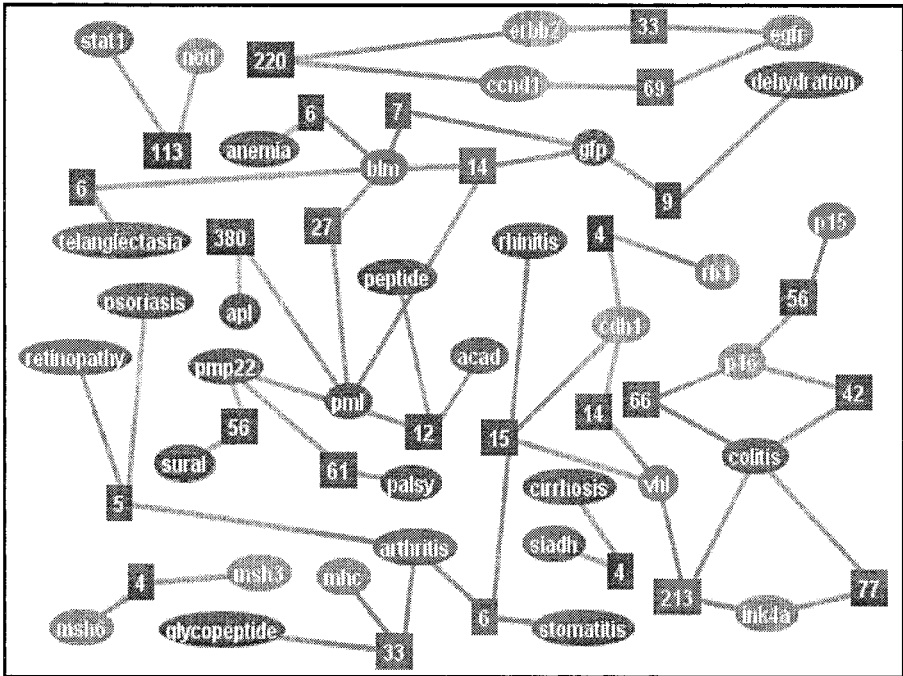 stat1
nod
220
erbb2
33
egfr
ccnd1
69
dehydration
113
6
7
anemia
blm
14
gfp
6
9
telangiectasia
380
27
rhinitis
4
p15
rb1
peptide
56
psoriasis
apl
cdh1
retinopathy
pmp22
acad
p16
pml
66
42
56
12
15
14
colitis
sural
61
palsy
cirrhosis
vhl
5
arthritis
siadh
4
4
msh3
mhc
77
213
ink4a
msh6
glycopeptide
6
stomatitis
33